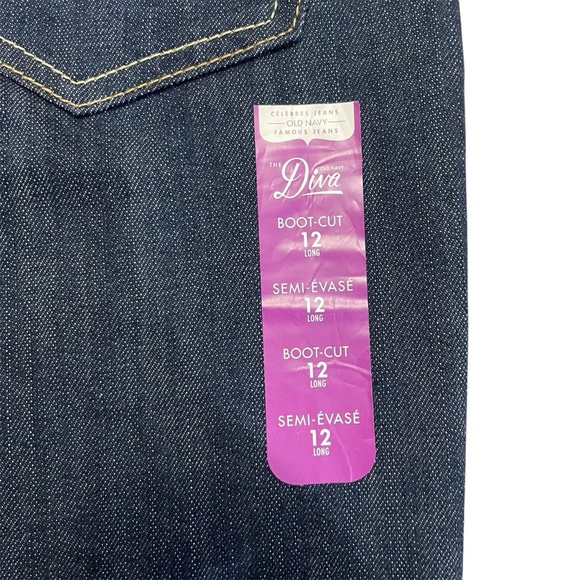 CÉLÈBRES JEANS
OLD NAVY
FAMOUS JEANS
THE OLD NAVY
Diva
BOOT-CUT
12
LONG
SEMI-ÉVASÉ
12
LONG
BOOT-CUT
12
LONG
SEMI-ÉVASÉ
12
LONG